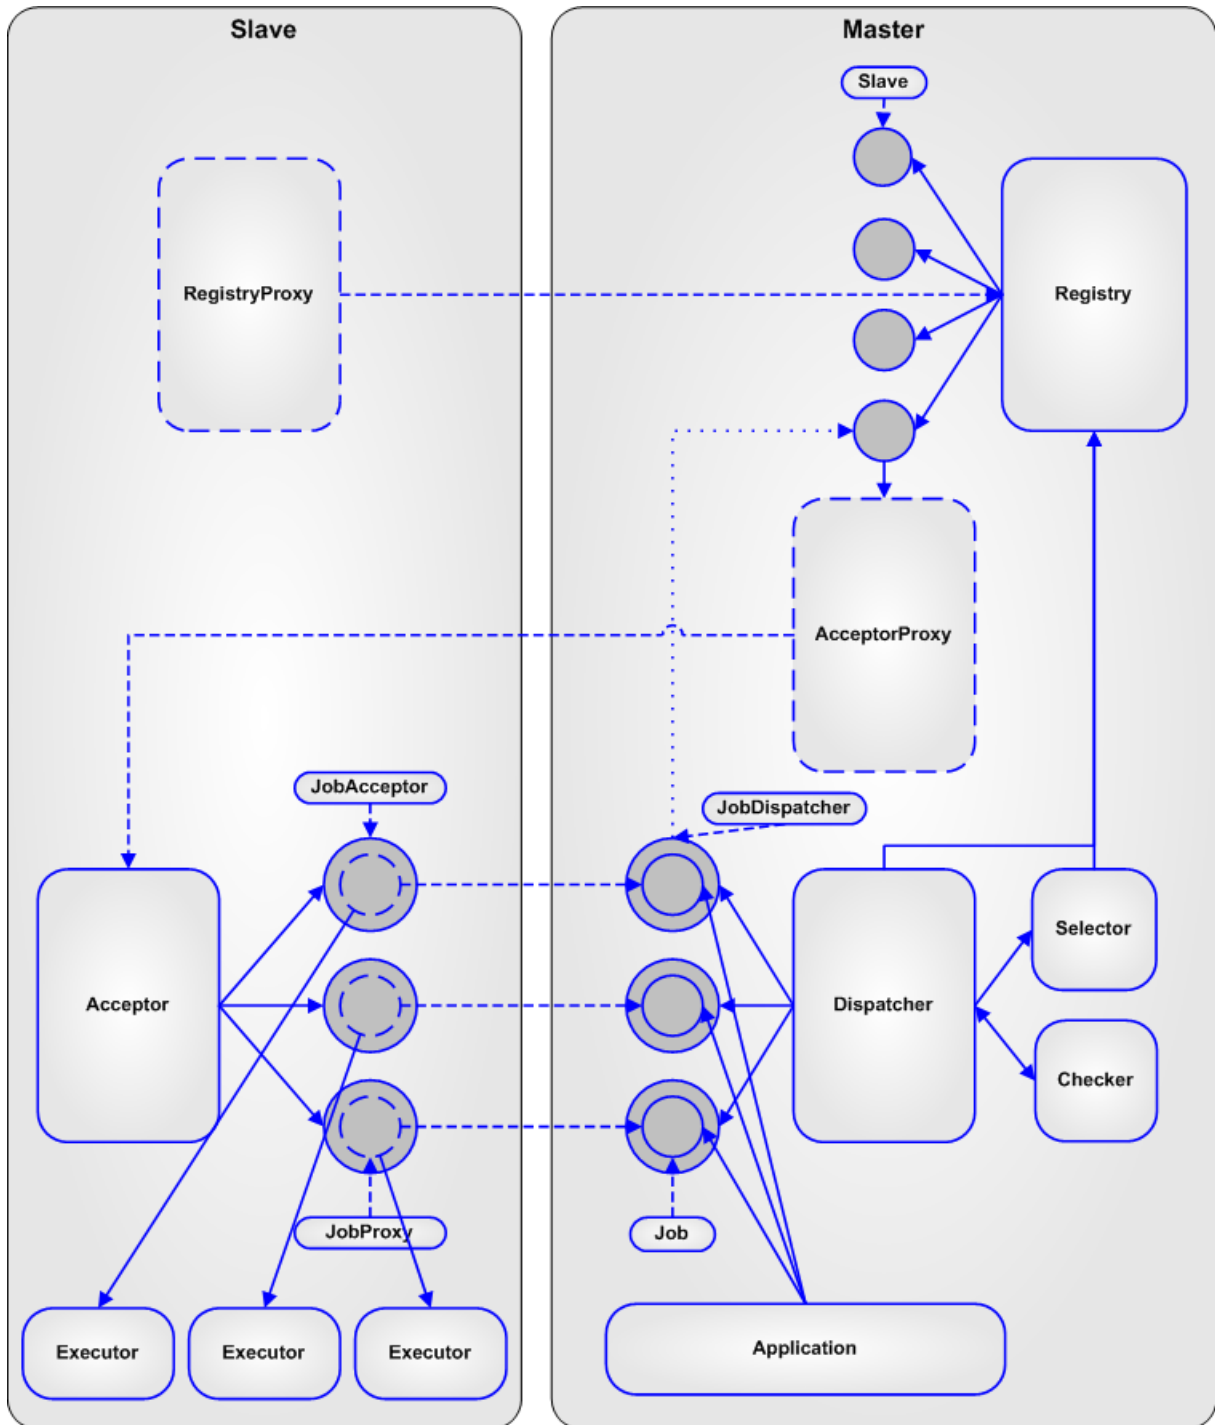 Slave
Master
Slave
RegistryProxy
Registry
AcceptorProxy
JobAcceptor
JobDispatcher
Acceptor
Dispatcher
Selector
Checker
JobProxy
Job
Executor
Executor
Executor
Application